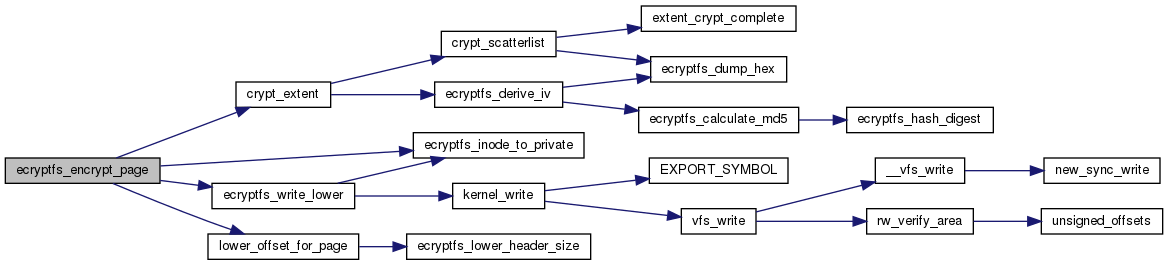 extent_crypt_complete
crypt_scatterlist
ecryptfs_dump_hex
crypt_extent
ecryptfs_derive_iv
ecryptfs_calculate_md5
ecryptfs_hash_digest
ecryptfs_inode_to_private
ecryptfs_encrypt_page
EXPORT_SYMBOL
__vfs_write
new_sync_write
ecryptfs_write_lower
kernel_write
vfs_write
rw_verify_area
unsigned_offsets
lower_offset_for_page
ecryptfs_lower_header_size